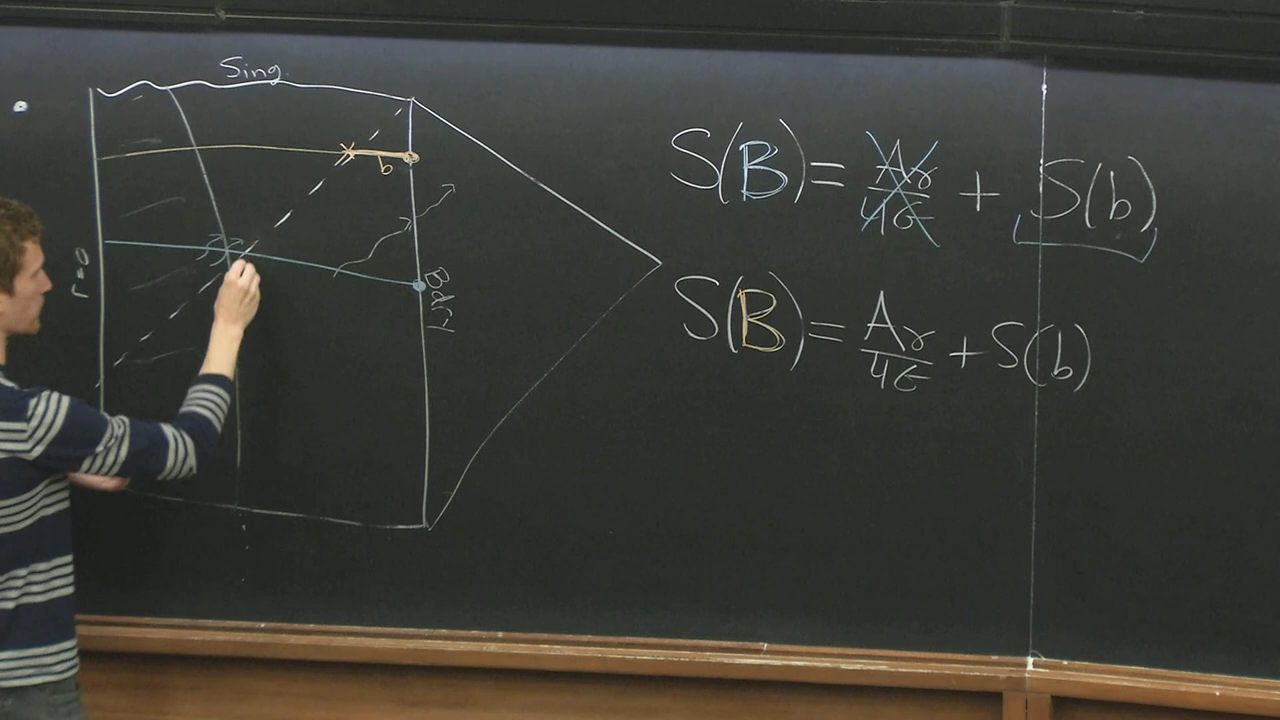 Sing.
b
r=0
Bdry
S(B) = Aγ/4G + S(b)
S(B) = Aγ/4G + S(b)